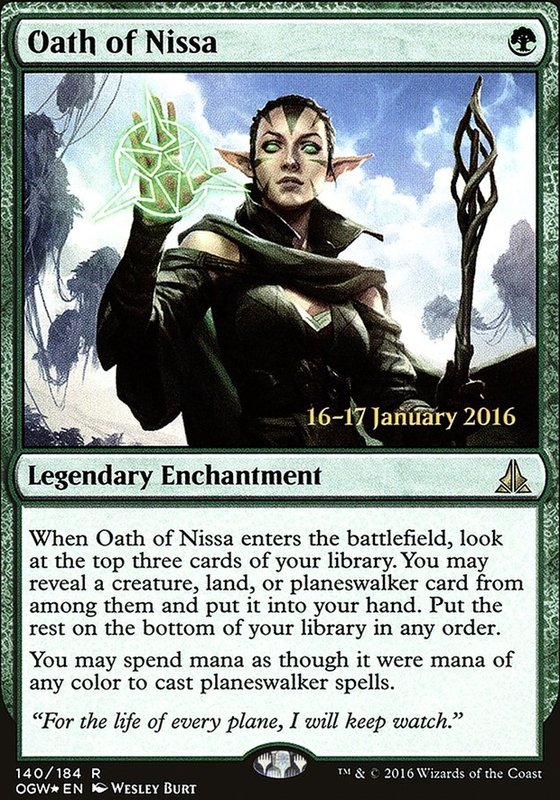 Oath of Nissa
16–17 January 2016
Legendary Enchantment
When Oath of Nissa enters the battlefield, look
at the top three cards of your library. You may
reveal a creature, land, or planeswalker card from
among them and put it into your hand. Put the
rest on the bottom of your library in any order.
You may spend mana as though it were mana of
any color to cast planeswalker spells.
“For the life of every plane, I will keep watch.”
140/184 R
OGW★EN Wesley Burt
™ & © 2016 Wizards of the Coast